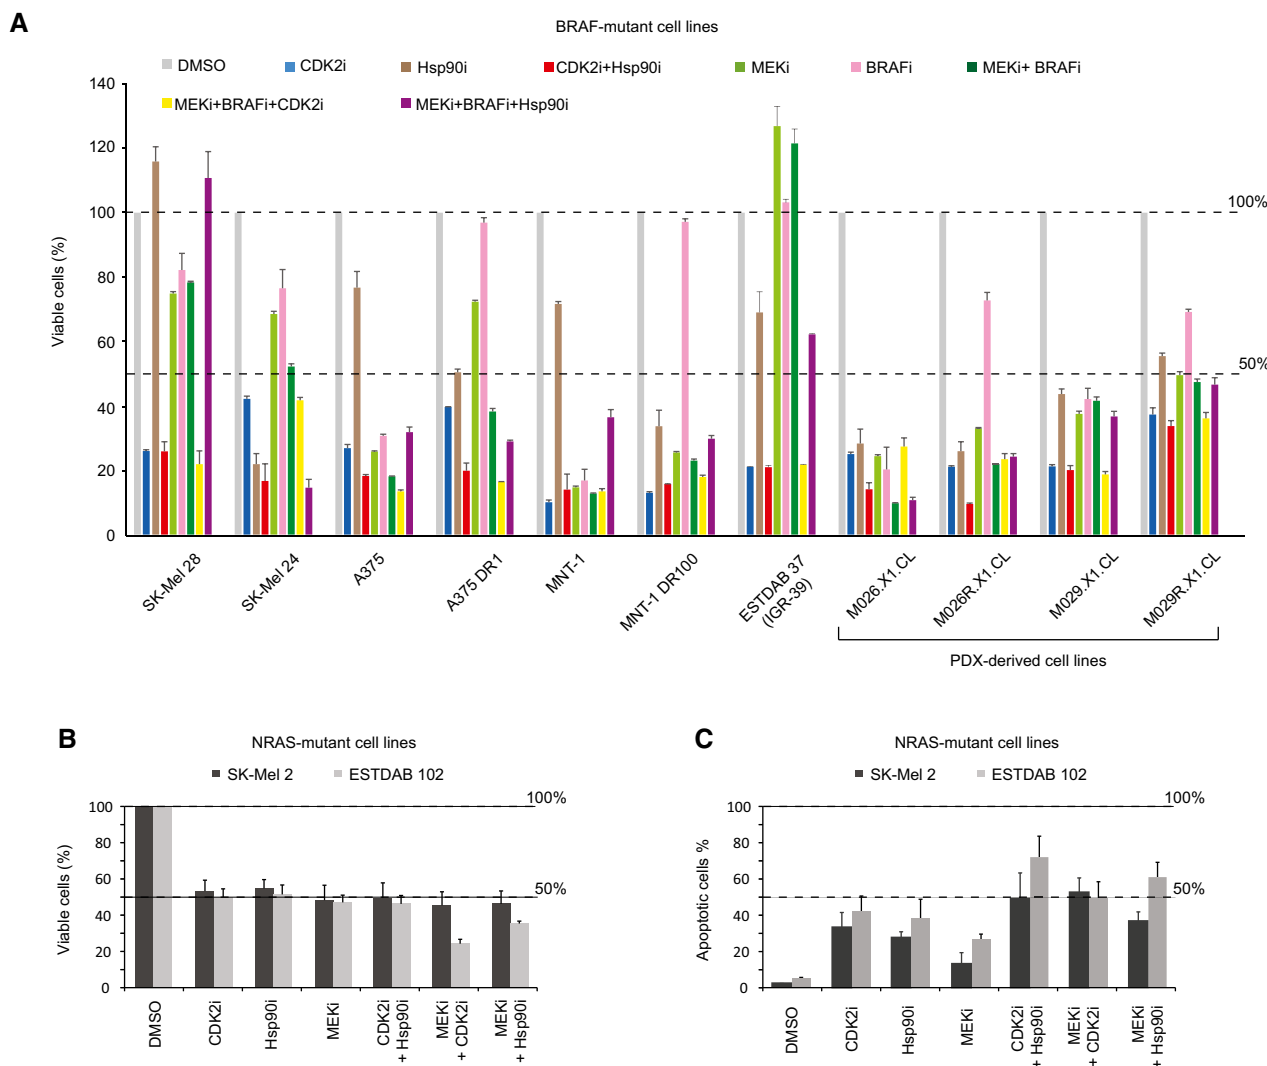 A
BRAF-mutant cell lines
DMSO CDK2i Hsp90i CDK2i+Hsp90i MEKi BRAFi MEKi+ BRAFi
MEKi+BRAFi+CDK2i MEKi+BRAFi+Hsp90i
Viable cells (%)
140
120
100
80
60
40
20
0
100%
50%
SK-Mel 28
SK-Mel 24
A375
A375 DR1
MNT-1
MNT-1 DR100
ESTDAB 37
(IGR-39)
M026.X1.CL
M026R.X1.CL
M029.X1.CL
M029R.X1.CL
PDX-derived cell lines
B
NRAS-mutant cell lines
SK-Mel 2 ESTDAB 102
Viable cells (%)
100
80
60
40
20
0
100%
50%
DMSO
CDK2i
Hsp90i
MEKi
CDK2i
+ Hsp90i
MEKi
+ CDK2i
MEKi
+ Hsp90i
C
NRAS-mutant cell lines
SK-Mel 2 ESTDAB 102
Apoptotic cells %
100
80
60
40
20
0
100%
50%
DMSO
CDK2i
Hsp90i
MEKi
CDK2i
+ Hsp90i
MEKi
+ CDK2i
MEKi
+ Hsp90i